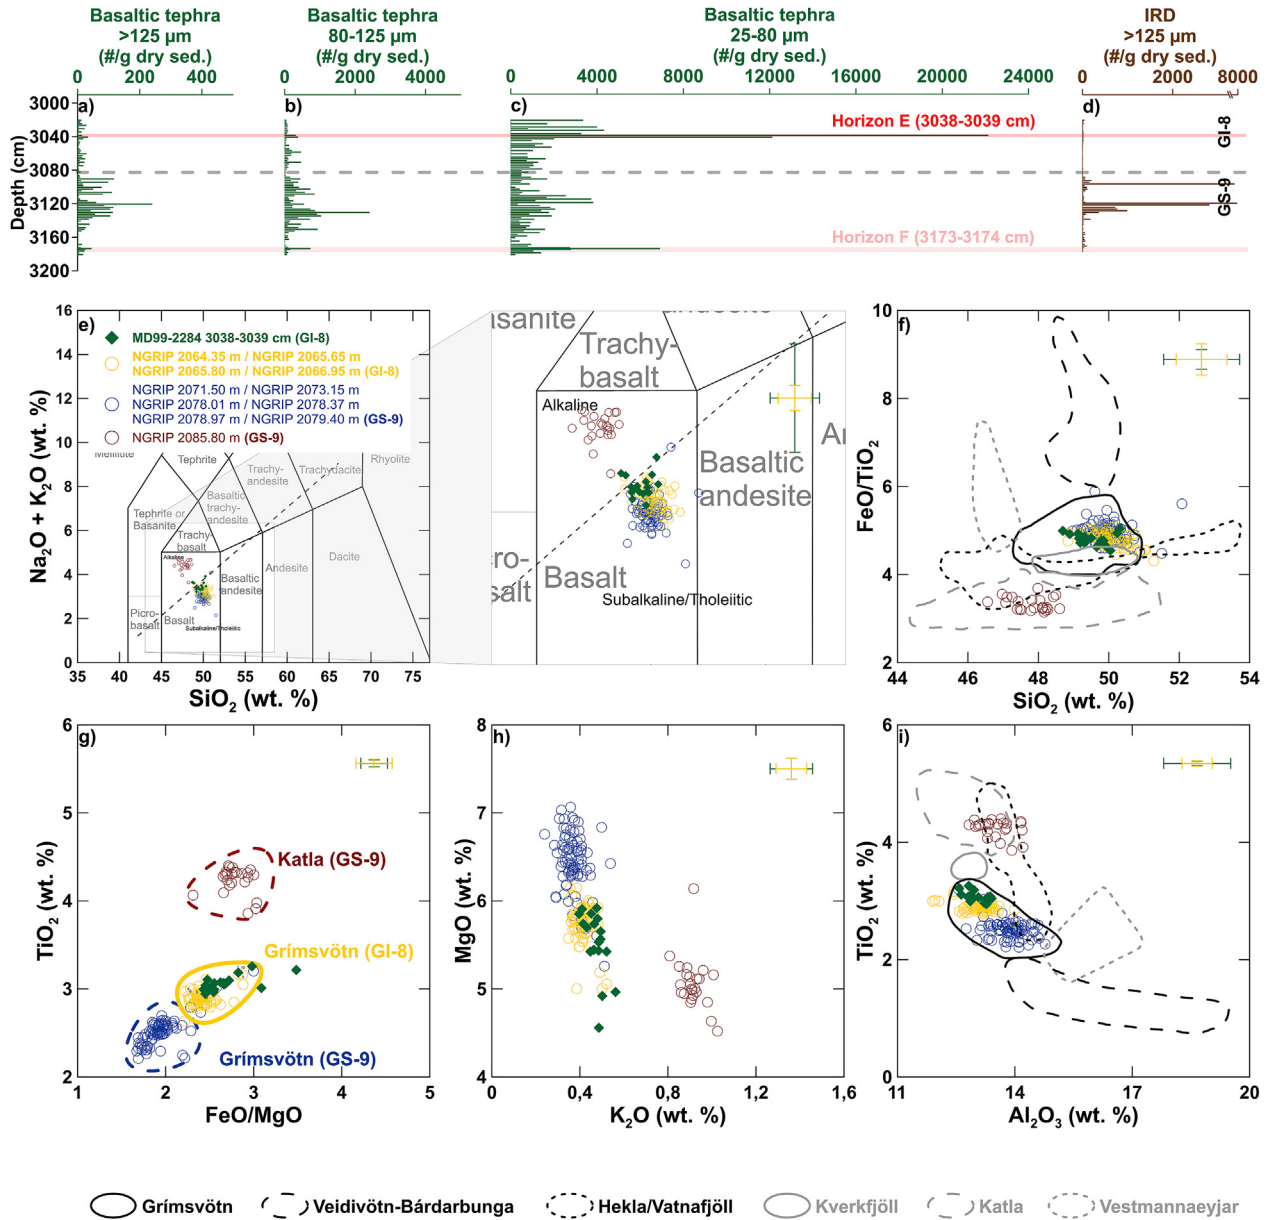 Basaltic tephra
>125 µm
(#/g dry sed.)
0 200 400
Basaltic tephra
80-125 µm
(#/g dry sed.)
0 2000 4000
Basaltic tephra
25-80 µm
(#/g dry sed.)
0 4000 8000 12000 16000 20000 24000
IRD
>125 µm
(#/g dry sed.)
0 2000 8000
Depth (cm)
3000
3040
3080
3120
3160
3200
a)
b)
c)
d)
Horizon E (3038-3039 cm)
Horizon F (3173-3174 cm)
GI-8
GS-9
e)
MD99-2284 3038-3039 cm (GI-8)
NGRIP 2064.35 m / NGRIP 2065.65 m
NGRIP 2065.80 m / NGRIP 2066.95 m (GI-8)
NGRIP 2071.50 m / NGRIP 2073.15 m
NGRIP 2078.01 m / NGRIP 2078.37 m
NGRIP 2078.97 m / NGRIP 2079.40 m (GS-9)
NGRIP 2085.80 m (GS-9)
Na2O + K2O (wt. %)
16
14
12
10
8
6
4
2
0
Melilitite
Tephrite
Trachy-
andesite
Trachydacite
Rhyolite
Basaltic
trachy-
andesite
Tephrite or
Basanite
Trachy-
basalt
Alkaline
Picro-
basalt
Basalt
Basaltic
andesite
Andesite
Dacite
Subalkaline/Tholeiitic
35 40 45 50 55 60 65 70 75
SiO2 (wt. %)
asanite
andesite
Trachy-
basalt
Alkaline
Basaltic
andesite
Basalt
Subalkaline/Tholeiitic
f)
FeO/TiO2
10
8
6
4
2
44 46 48 50 52 54
SiO2 (wt. %)
g)
TiO2 (wt. %)
6
5
4
3
2
Katla (GS-9)
Grímsvötn (GI-8)
Grímsvötn (GS-9)
1 2 3 4 5
FeO/MgO
h)
MgO (wt. %)
8
7
6
5
4
0 0,4 0,8 1,2 1,6
K2O (wt. %)
i)
TiO2 (wt. %)
6
4
2
0
11 14 17 20
Al2O3 (wt. %)
Grímsvötn
Veidivötn-Bárdarbunga
Hekla/Vatnafjöll
Kverkfjöll
Katla
Vestmannaeyjar